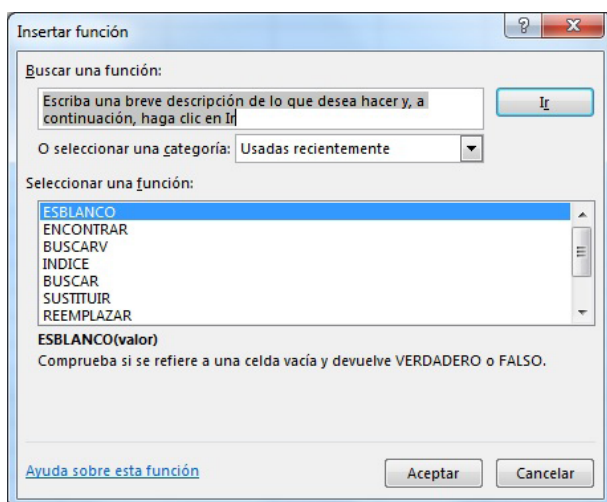 Insertar función
Buscar una función:
Escriba una breve descripción de lo que desea hacer y, a
continuación, haga clic en Ir
Ir
O seleccionar una categoría: Usadas recientemente
Seleccionar una función:
ESBLANCO
ENCONTRAR
BUSCARV
INDICE
BUSCAR
SUSTITUIR
REEMPLAZAR
ESBLANCO(valor)
Comprueba si se refiere a una celda vacía y devuelve VERDADERO o FALSO.
Ayuda sobre esta función
Aceptar
Cancelar